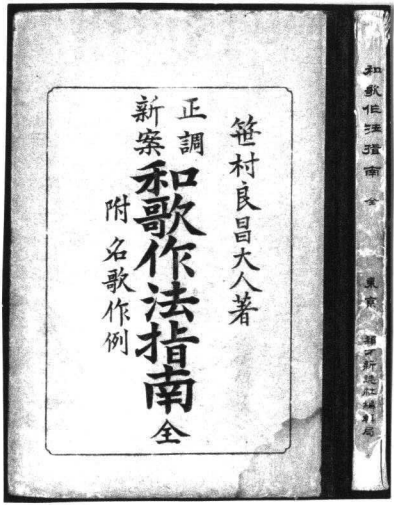 笹村良昌大人著
正調
新案
和歌作法指南 全
附 名歌作例
和歌作法指南 全
東京